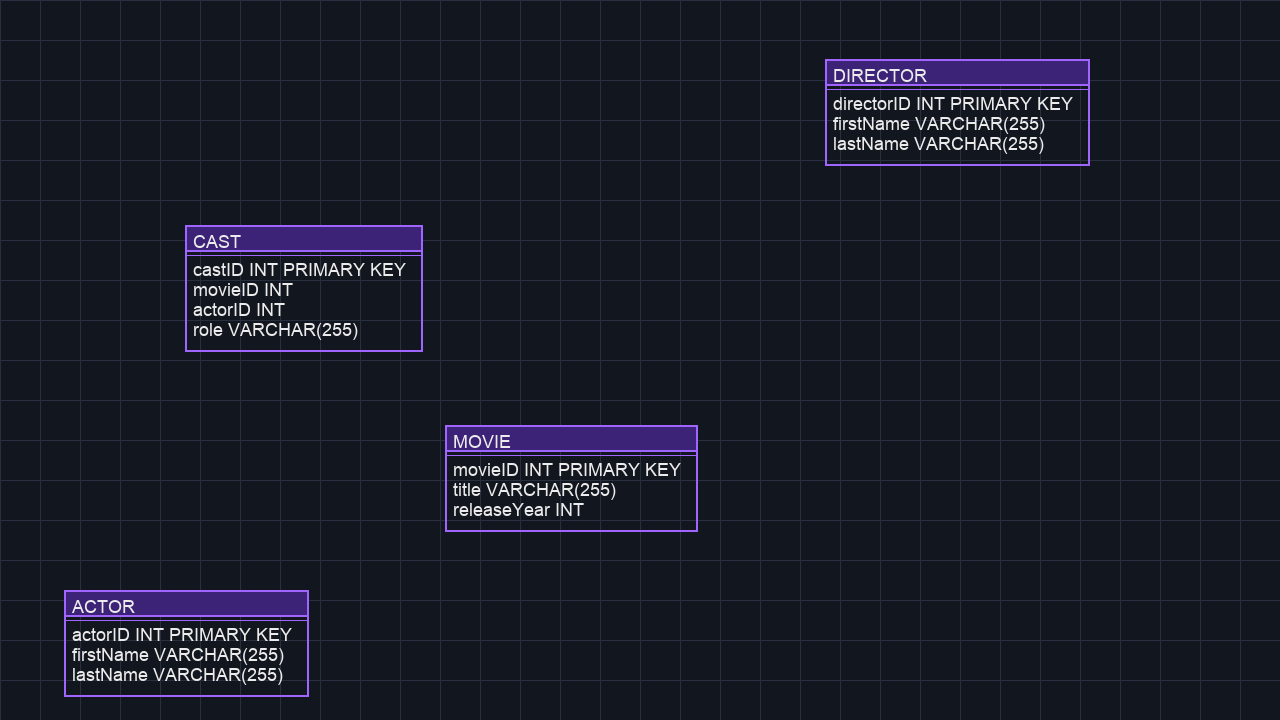 DIRECTOR
directorID INT PRIMARY KEY
firstName VARCHAR(255)
lastName VARCHAR(255)
CAST
castID INT PRIMARY KEY
movieID INT
actorID INT
role VARCHAR(255)
MOVIE
movieID INT PRIMARY KEY
title VARCHAR(255)
releaseYear INT
ACTOR
actorID INT PRIMARY KEY
firstName VARCHAR(255)
lastName VARCHAR(255)